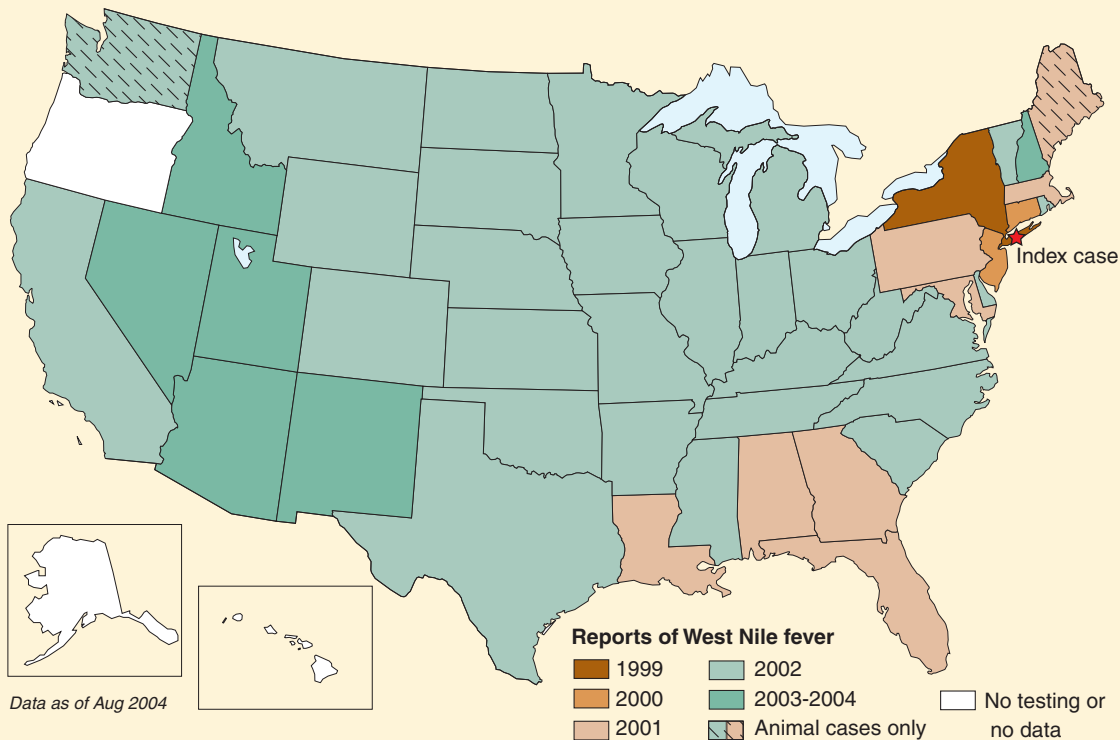 Index case
Reports of West Nile fever
1999
2002
2000
2003-2004
No testing or
no data
2001
Animal cases only
Data as of Aug 2004